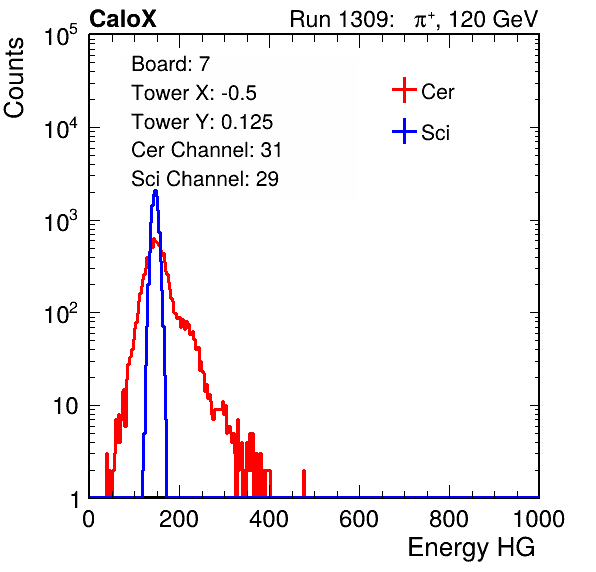 CaloX Run 1309: π⁺, 120 GeV
Counts
10⁵
10⁴
10³
10²
10
1
Board: 7
Tower X: -0.5
Tower Y: 0.125
Cer Channel: 31
Sci Channel: 29
Cer
Sci
0 200 400 600 800 1000
Energy HG